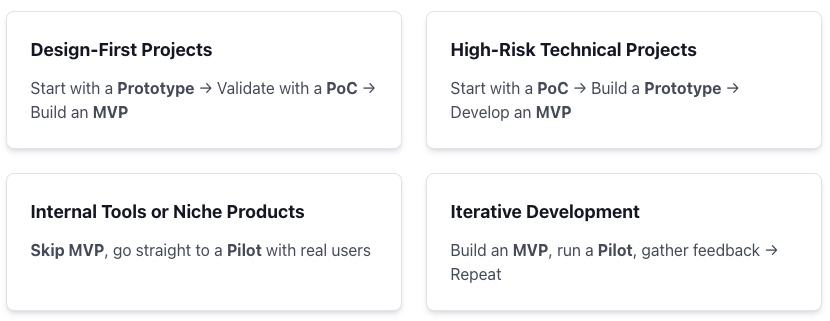 Design-First Projects
Start with a Prototype → Validate with a PoC →
Build an MVP
High-Risk Technical Projects
Start with a PoC → Build a Prototype →
Develop an MVP
Internal Tools or Niche Products
Skip MVP, go straight to a Pilot with real users
Iterative Development
Build an MVP, run a Pilot, gather feedback →
Repeat